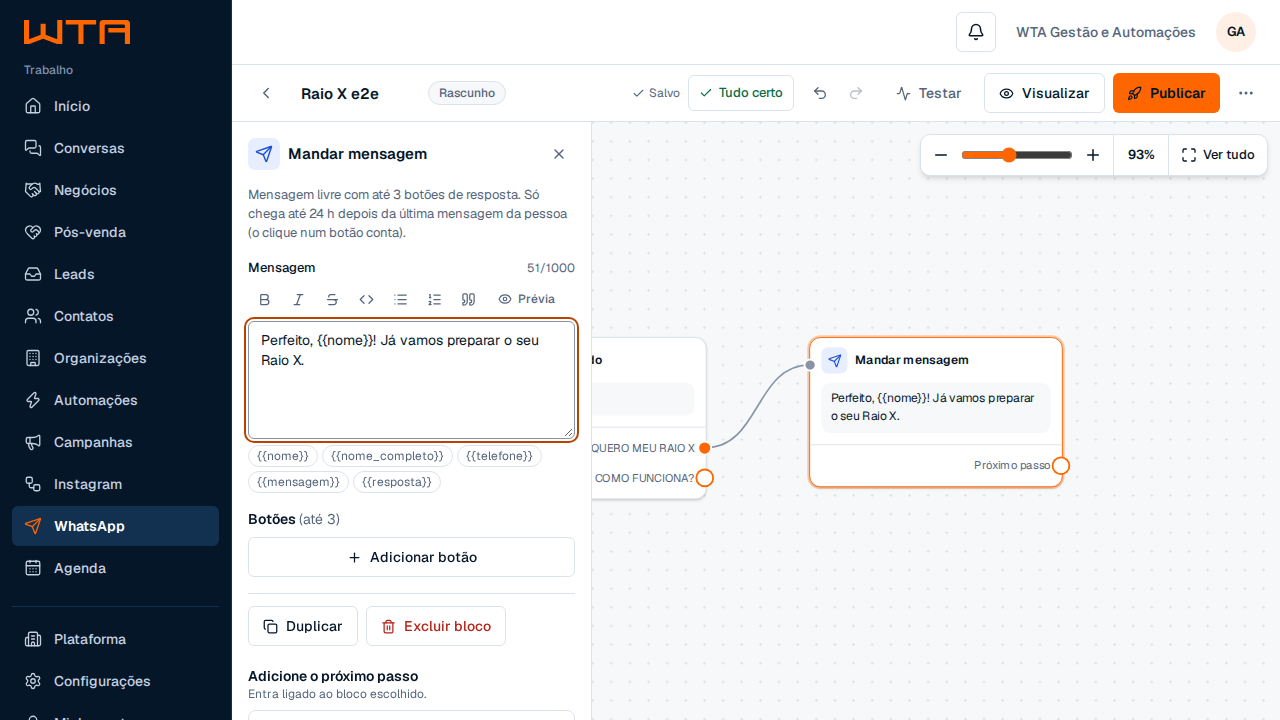 WTA
WTA Gestão e Automações
GA
Trabalho
Início
Conversas
Negócios
Pós-venda
Leads
Contatos
Organizações
Automações
Campanhas
Instagram
WhatsApp
Agenda
Plataforma
Configurações
Raio X e2e
Rascunho
Salvo
Tudo certo
Testar
Visualizar
Publicar
Mandar mensagem
Mensagem livre com até 3 botões de resposta. Só
chega até 24 h depois da última mensagem da pessoa
(o clique num botão conta).
Mensagem
51/1000
Prévia
Perfeito, {{nome}}! Já vamos preparar o seu
Raio X.
{{nome}} {{nome_completo}} {{telefone}}
{{mensagem}} {{resposta}}
Botões (até 3)
Adicionar botão
Duplicar
Excluir bloco
Adicione o próximo passo
Entra ligado ao bloco escolhido.
93%
Ver tudo
QUERO MEU RAIO X
COMO FUNCIONA?
Mandar mensagem
Perfeito, {{nome}}! Já vamos preparar
o seu Raio X.
Próximo passo